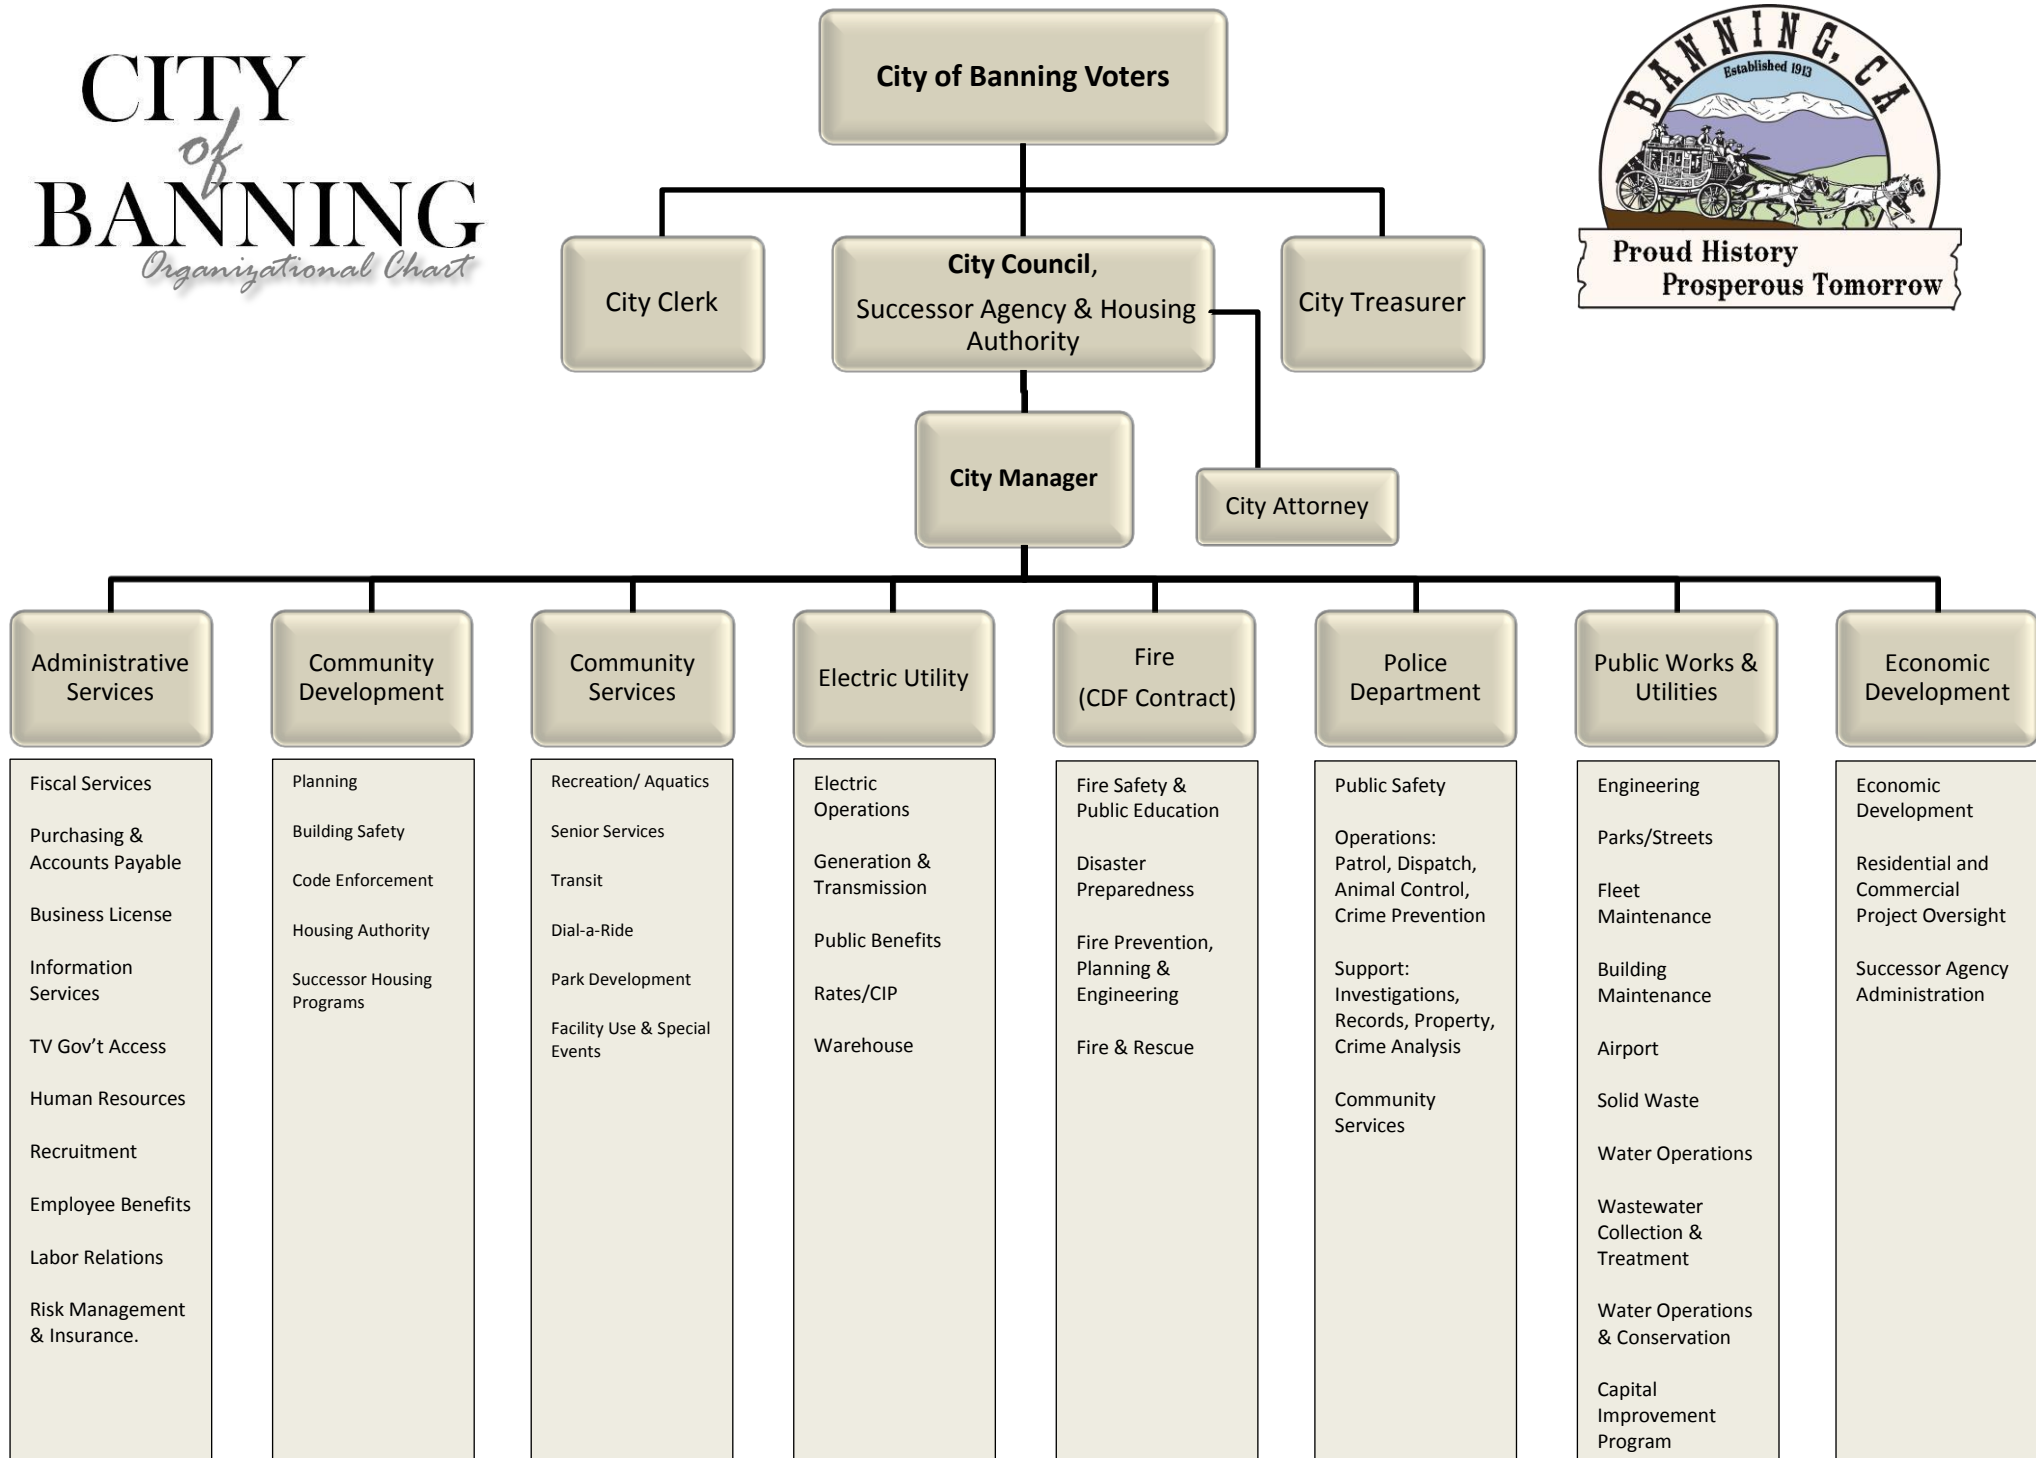 CITY
of
BANNING
Organizational Chart
City of Banning Voters
BANNING, CA
Established 1913
Proud History
Prosperous Tomorrow
City Clerk
City Council,
Successor Agency & Housing
Authority
City Treasurer
City Manager
City Attorney
Administrative
Services
Fiscal Services
Purchasing &
Accounts Payable
Business License
Information
Services
TV Gov’t Access
Human Resources
Recruitment
Employee Benefits
Labor Relations
Risk Management
& Insurance.
Community
Development
Planning
Building Safety
Code Enforcement
Housing Authority
Successor Housing
Programs
Community
Services
Recreation/ Aquatics
Senior Services
Transit
Dial-a-Ride
Park Development
Facility Use & Special
Events
Electric Utility
Electric
Operations
Generation &
Transmission
Public Benefits
Rates/CIP
Warehouse
Fire
(CDF Contract)
Fire Safety &
Public Education
Disaster
Preparedness
Fire Prevention,
Planning &
Engineering
Fire & Rescue
Police
Department
Public Safety
Operations:
Patrol, Dispatch,
Animal Control,
Crime Prevention
Support:
Investigations,
Records, Property,
Crime Analysis
Community
Services
Public Works &
Utilities
Engineering
Parks/Streets
Fleet
Maintenance
Building
Maintenance
Airport
Solid Waste
Water Operations
Wastewater
Collection &
Treatment
Water Operations
& Conservation
Capital
Improvement
Program
Economic
Development
Economic
Development
Residential and
Commercial
Project Oversight
Successor Agency
Administration